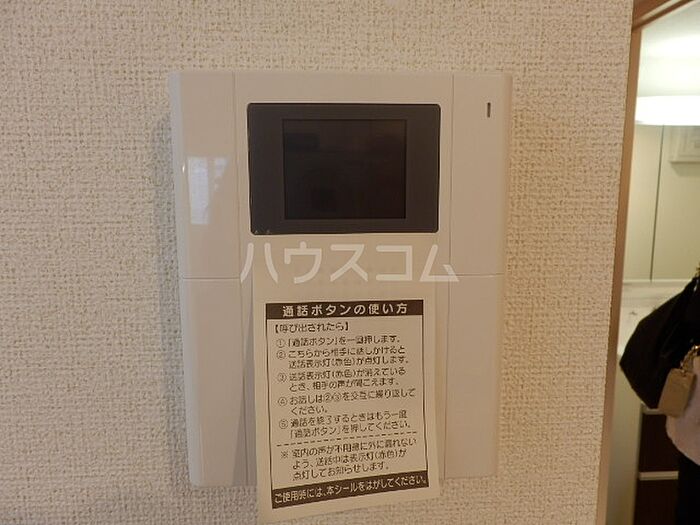 ハウスコム
通話ボタンの使い方
【呼び出されたら】
①「通話ボタン」を一回押します。
②こちらから相手に話しかけると
送話表示灯(赤色)が点灯します。
③送話表示灯(赤色)が消えている
とき、相手の声が聞こえます。
④お話しは②③を交互に繰り返して
ください。
⑤通話を終了するときはもう一度
「通話ボタン」を押してください。
※室内の声が不用意に外に漏れない
よう、送話中は表示灯(赤色)が
点灯してお知らせします。
ご使用時には、本シールをはがしてください。